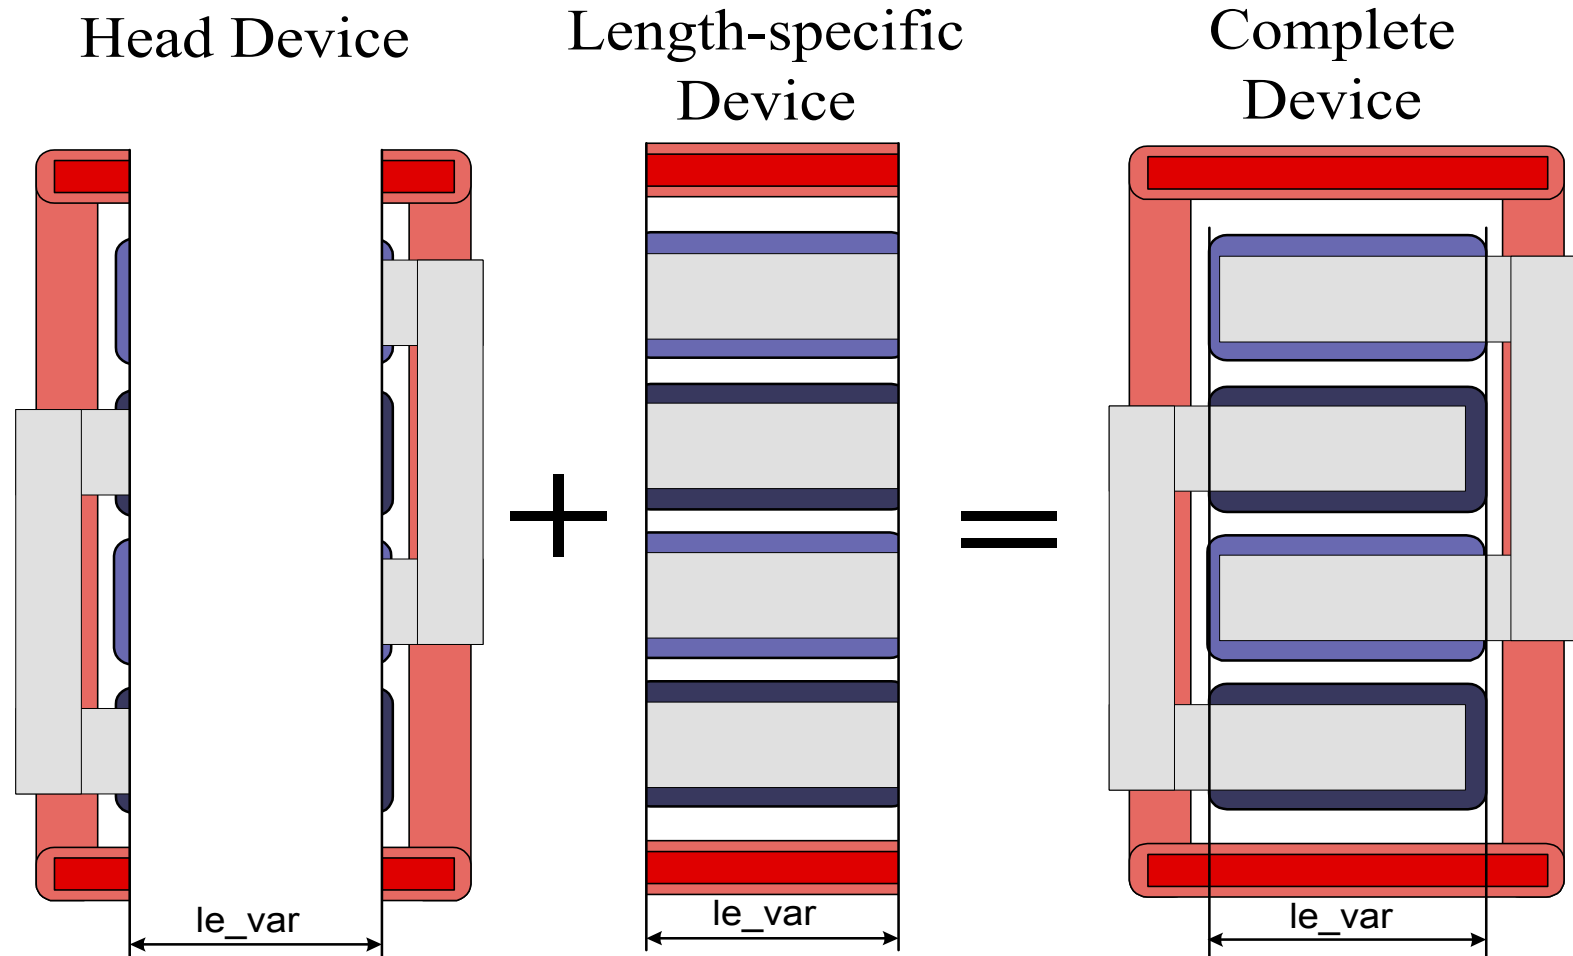 Head Device
Length-specific
Device
Complete
Device
le_var
le_var
le_var